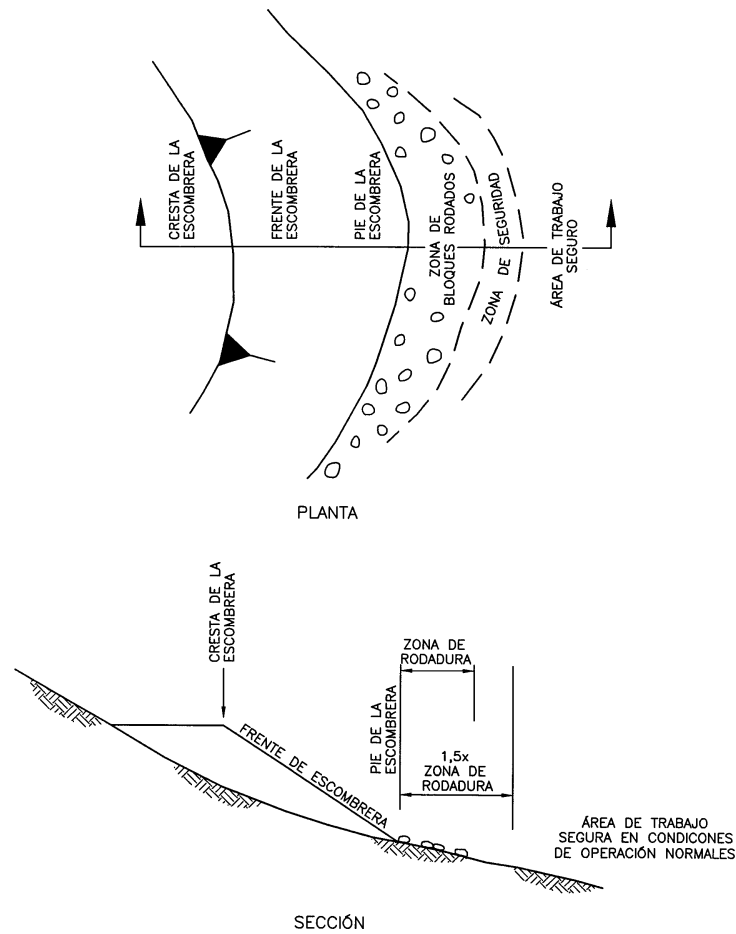 CRESTA DE LA
ESCOMBRERA
FRENTE DE LA
ESCOMBRERA
PIE DE LA
ESCOMBRERA
ZONA DE
BLOQUES RODADOS
ZONA DE SEGURIDAD
ÁREA DE TRABAJO
SEGURO
PLANTA
CRESTA DE LA
ESCOMBRERA
FRENTE DE ESCOMBRERA
PIE DE LA
ESCOMBRERA
ZONA DE
RODADURA
1,5x
ZONA DE
RODADURA
ÁREA DE TRABAJO
SEGURA EN CONDICONES
DE OPERACIÓN NORMALES
SECCIÓN